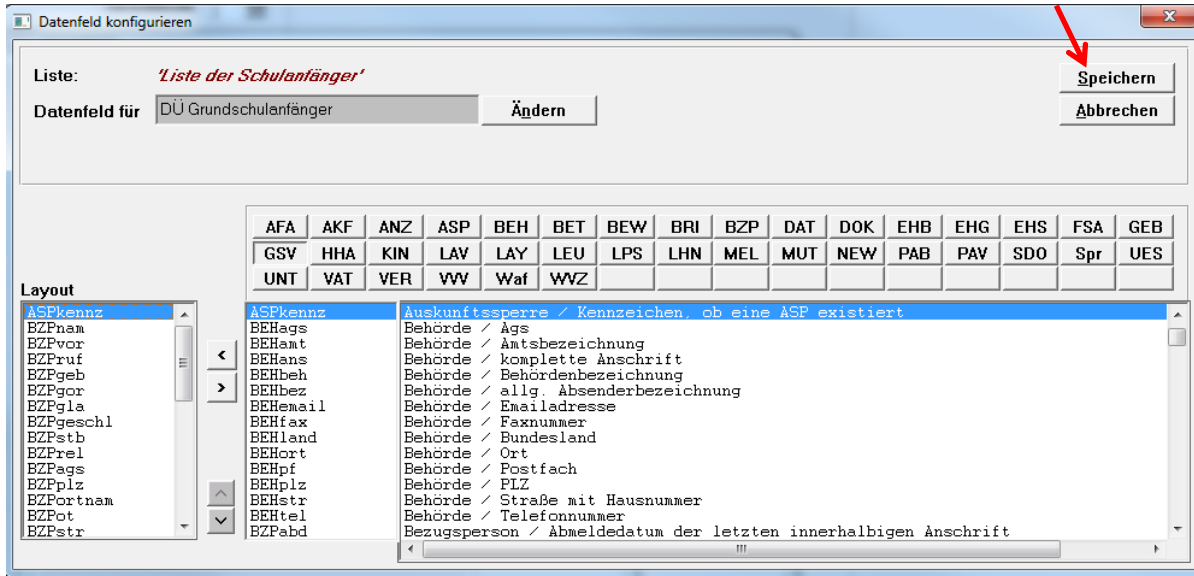 Datenfeld konfigurieren
Liste: 'Liste der Schulanfänger' Speichern
Datenfeld für DÜ Grundschulanfänger Ändern Abbrechen
AFA AKF ANZ ASP BEH BET BEW BRI BZP DAT DOK EHB EHG EHS FSA GEB
GSV HHA KIN LAV LAY LEU LPS LHN MEL MUT NEW PAB PAV SDO Spr UES
UNT VAT VER VVV Waf WVZ
Layout
ASPkennz ASPkennz Auskunftssperre / Kennzeichen, ob eine ASP existiert
BZPnam BEHags Behörde / Ags
BZPvor BEHamt Behörde / Amtsbezeichnung
BZPruf BEHans Behörde / komplette Anschrift
BZPgeb BEHbeh Behörde / Behördenbezeichnung
BZPgor BEHbez Behörde / allg. Absenderbezeichnung
BZPgla BEHemail Behörde / Emailadresse
BZPgeschl BEHfax Behörde / Faxnummer
BZPstb BEHland Behörde / Bundesland
BZPrel BEHort Behörde / Ort
BZPags BEHpf Behörde / Postfach
BZPplz BEHplz Behörde / PLZ
BZPortnam BEHstr Behörde / Straße mit Hausnummer
BZPot BEHtel Behörde / Telefonnummer
BZPstr BZPabd Bezugsperson / Abmeldedatum der letzten innerhalbigen Anschrift